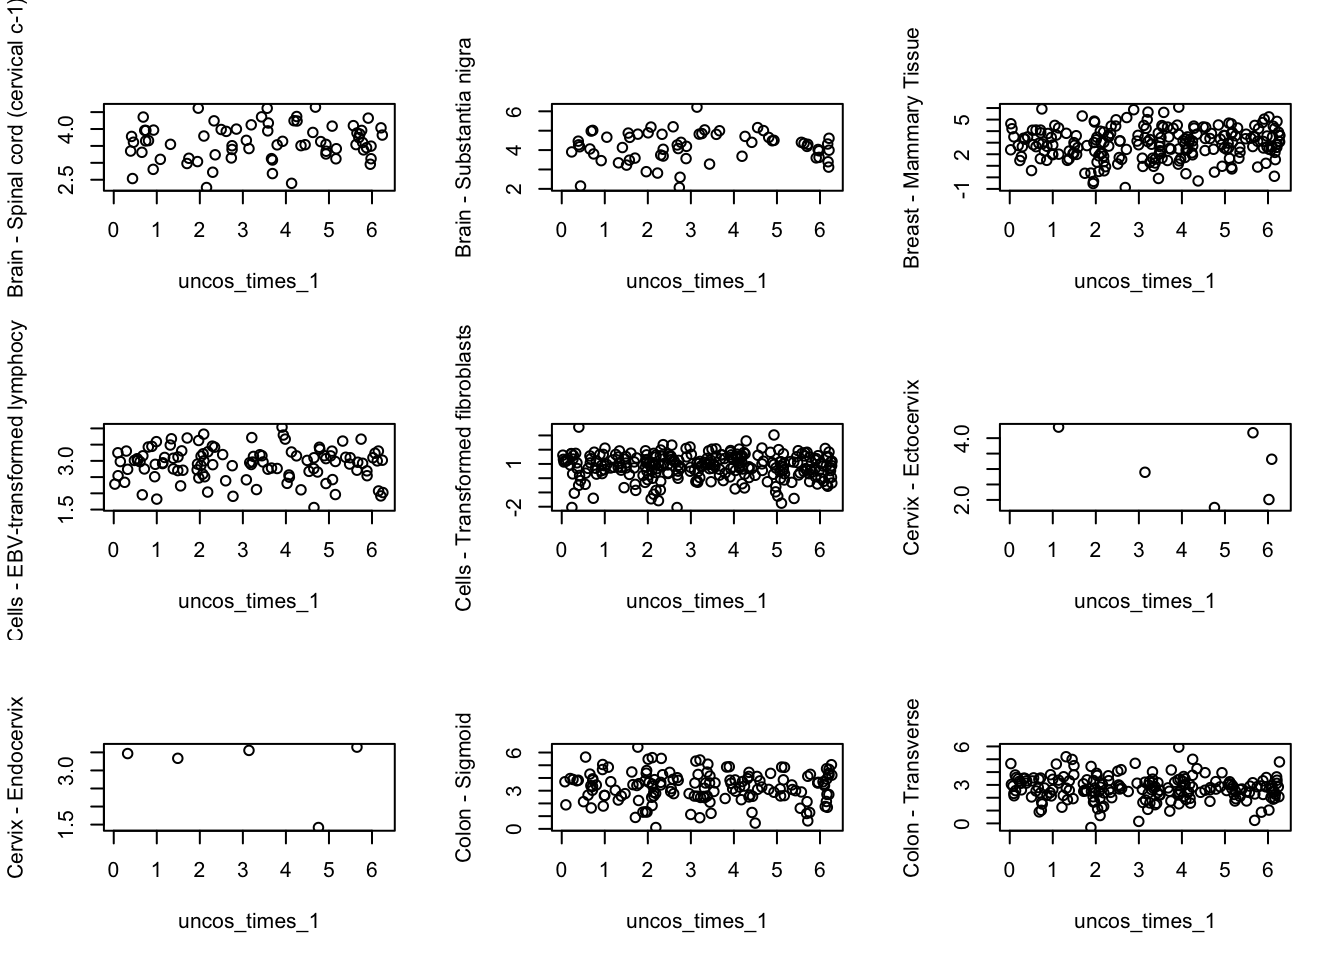 Brain - Spinal cord (cervical c-1)
2.5 4.0
0 1 2 3 4 5 6
uncos_times_1
Brain - Substantia nigra
2 4 6
0 1 2 3 4 5 6
uncos_times_1
Breast - Mammary Tissue
-1 2 5
0 1 2 3 4 5 6
uncos_times_1
Cells - EBV-transformed lymphocy
1.5 3.0
0 1 2 3 4 5 6
uncos_times_1
Cells - Transformed fibroblasts
-2 1
0 1 2 3 4 5 6
uncos_times_1
Cervix - Ectocervix
2.0 4.0
0 1 2 3 4 5 6
uncos_times_1
Cervix - Endocervix
1.5 3.0
0 1 2 3 4 5 6
uncos_times_1
Colon - Sigmoid
0 3 6
0 1 2 3 4 5 6
uncos_times_1
Colon - Transverse
0 3 6
0 1 2 3 4 5 6
uncos_times_1